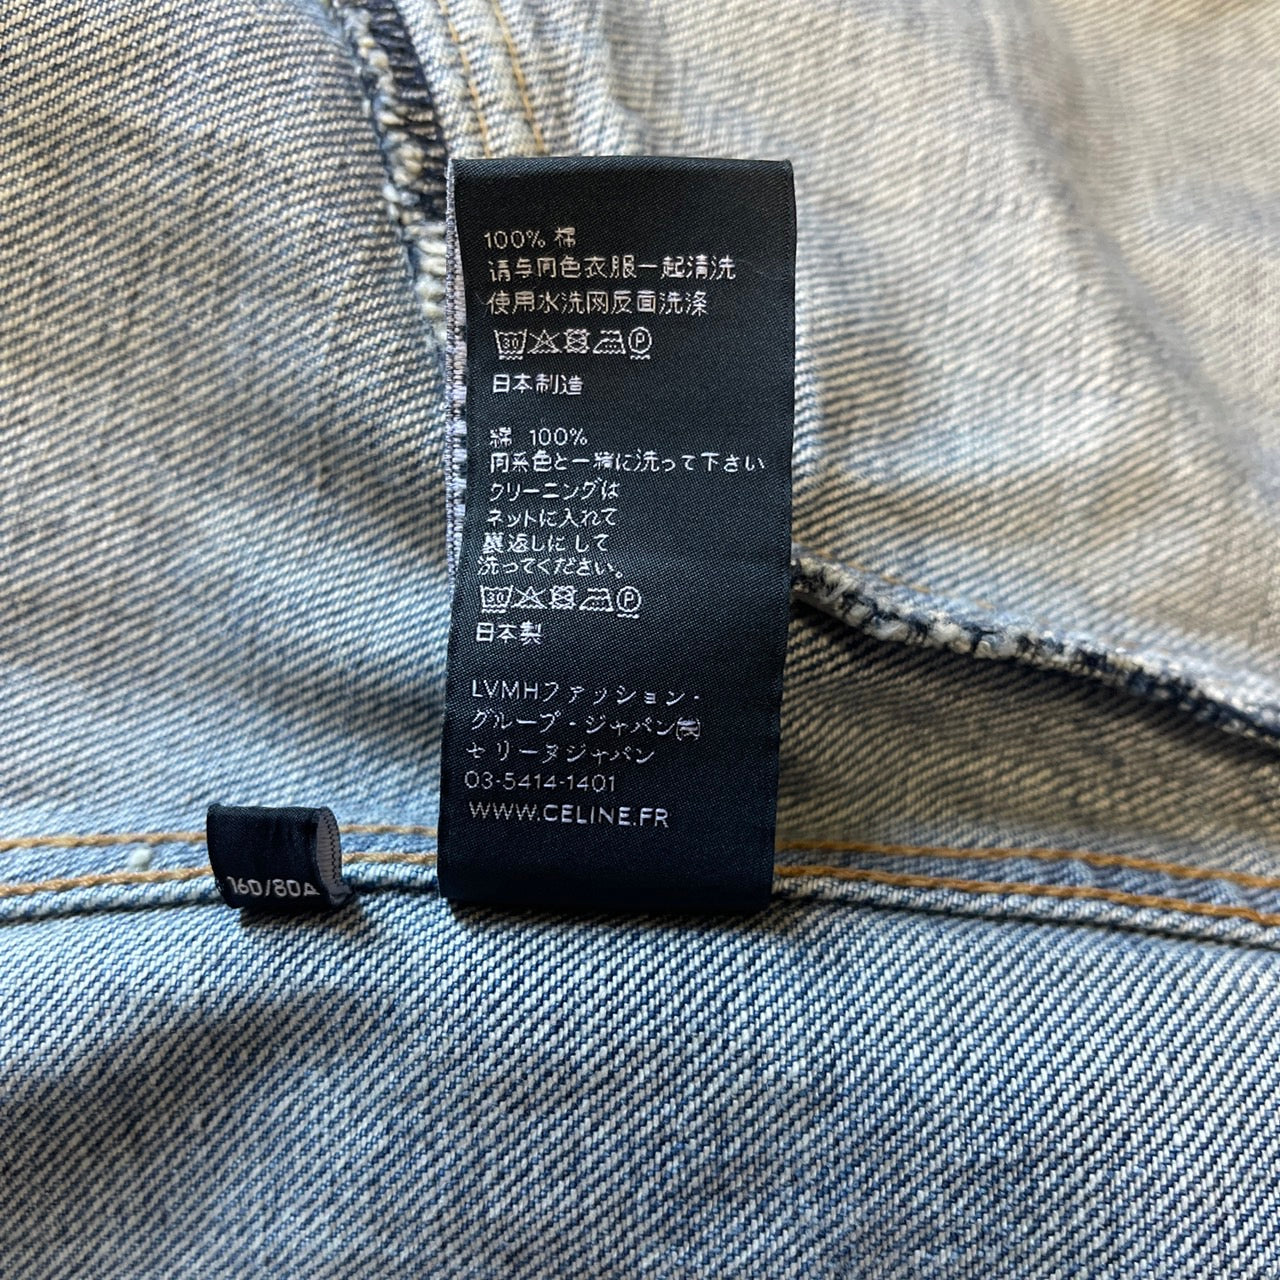 100% 棉
请与同色衣服一起清洗
使用水洗网反面洗涤
30 P
日本制造
綿 100%
同系色と一緒に洗って下さい
クリーニングは
ネットに入れて
裏返しにして
洗ってください。
30 P
日本製
LVMHファッション・
グループ・ジャパン㈱
セリーヌジャパン
03-5414-1401
WWW.CELINE.FR
160/80A